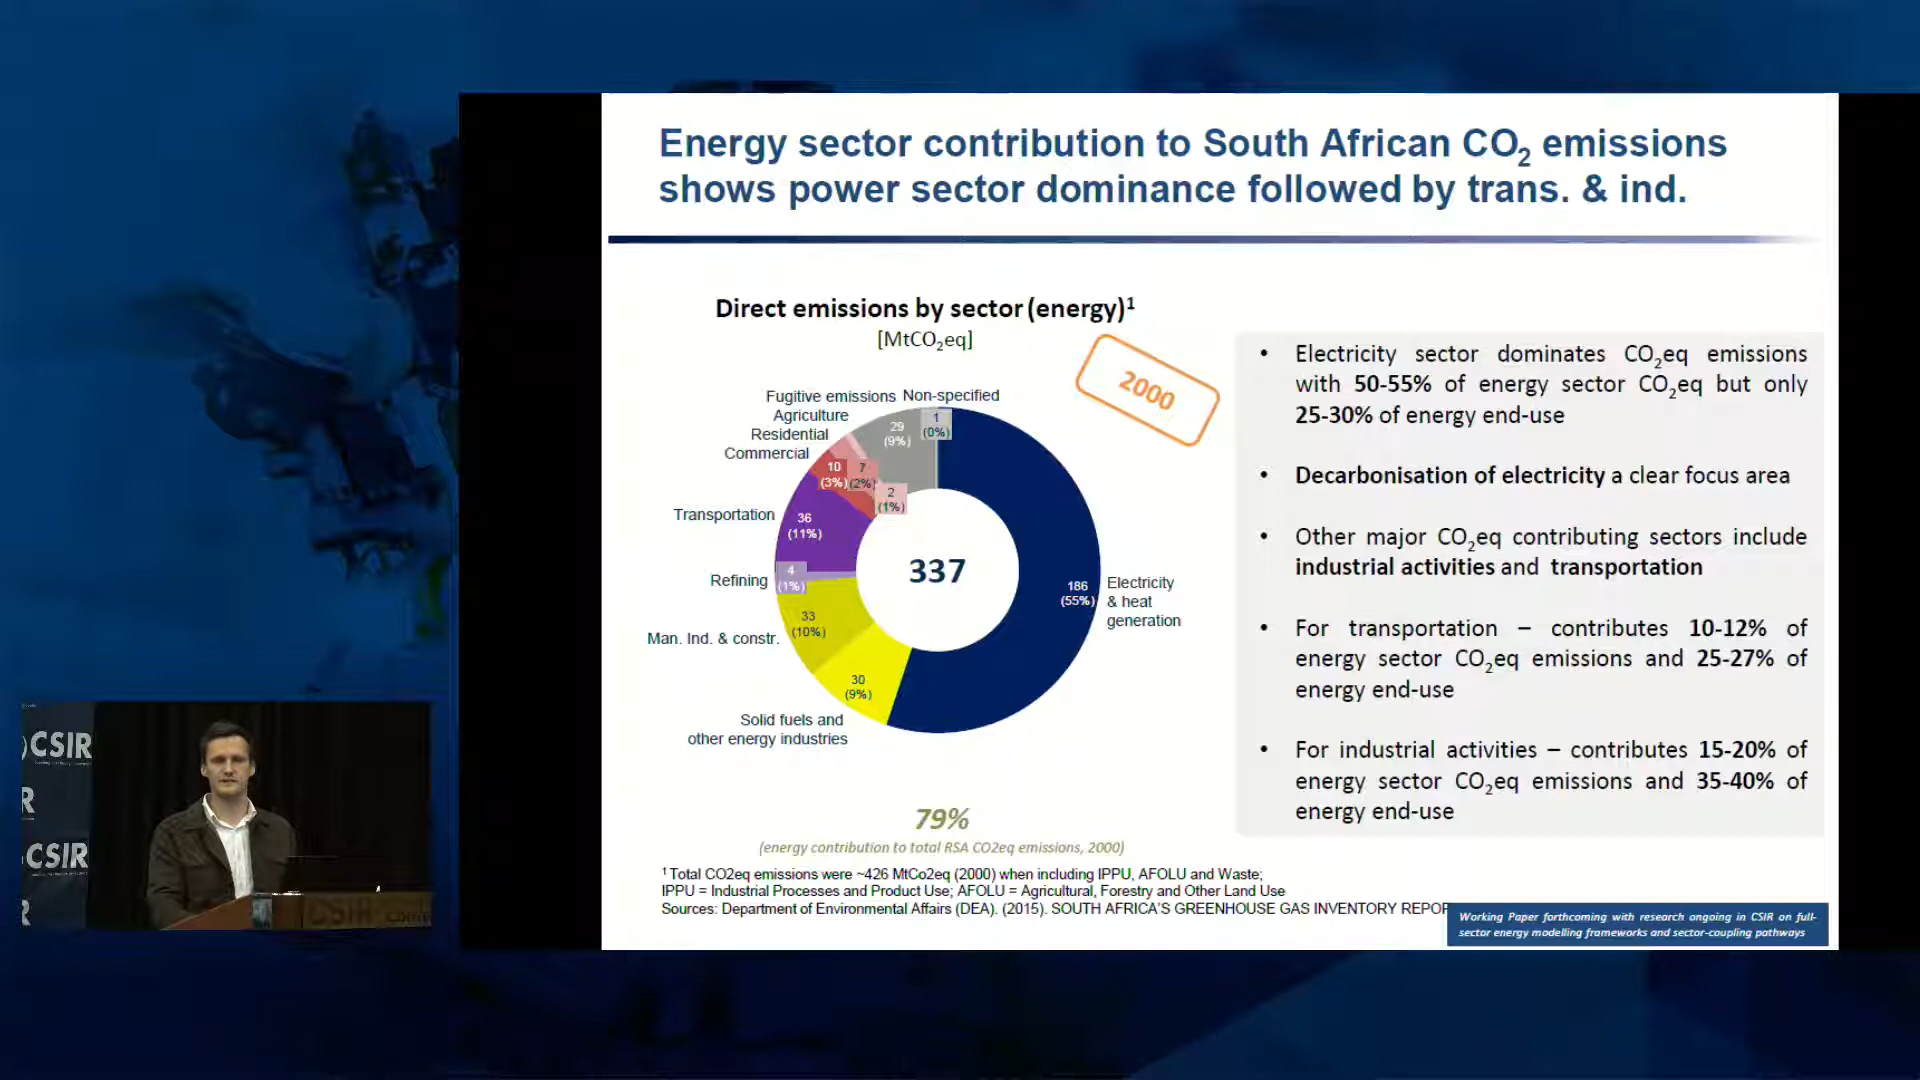 Energy sector contribution to South African CO2 emissions
shows power sector dominance followed by trans. & ind.
Direct emissions by sector (energy)1
[MtCO2eq]
2000
Fugitive emissions Non-specified
Agriculture
Residential
Commercial
Transportation
Refining
Man. Ind. & constr.
Solid fuels and
other energy industries
Electricity
& heat
generation
1
(0%)
29
(9%)
10
(3%)
7
(2%)
2
(1%)
36
(11%)
4
(1%)
33
(10%)
30
(9%)
186
(55%)
337
79%
(energy contribution to total RSA CO2eq emissions, 2000)
• Electricity sector dominates CO2eq emissions
with 50-55% of energy sector CO2eq but only
25-30% of energy end-use
• Decarbonisation of electricity a clear focus area
• Other major CO2eq contributing sectors include
industrial activities and transportation
• For transportation – contributes 10-12% of
energy sector CO2eq emissions and 25-27% of
energy end-use
• For industrial activities – contributes 15-20% of
energy sector CO2eq emissions and 35-40% of
energy end-use
1 Total CO2eq emissions were ~426 MtCo2eq (2000) when including IPPU, AFOLU and Waste;
IPPU = Industrial Processes and Product Use; AFOLU = Agricultural, Forestry and Other Land Use
Sources: Department of Environmental Affairs (DEA). (2015). SOUTH AFRICA'S GREENHOUSE GAS INVENTORY REPOR
Working Paper forthcoming with research ongoing in CSIR on full-
sector energy modelling frameworks and sector-coupling pathways
CSIR
R
CSIR
R
CSIR